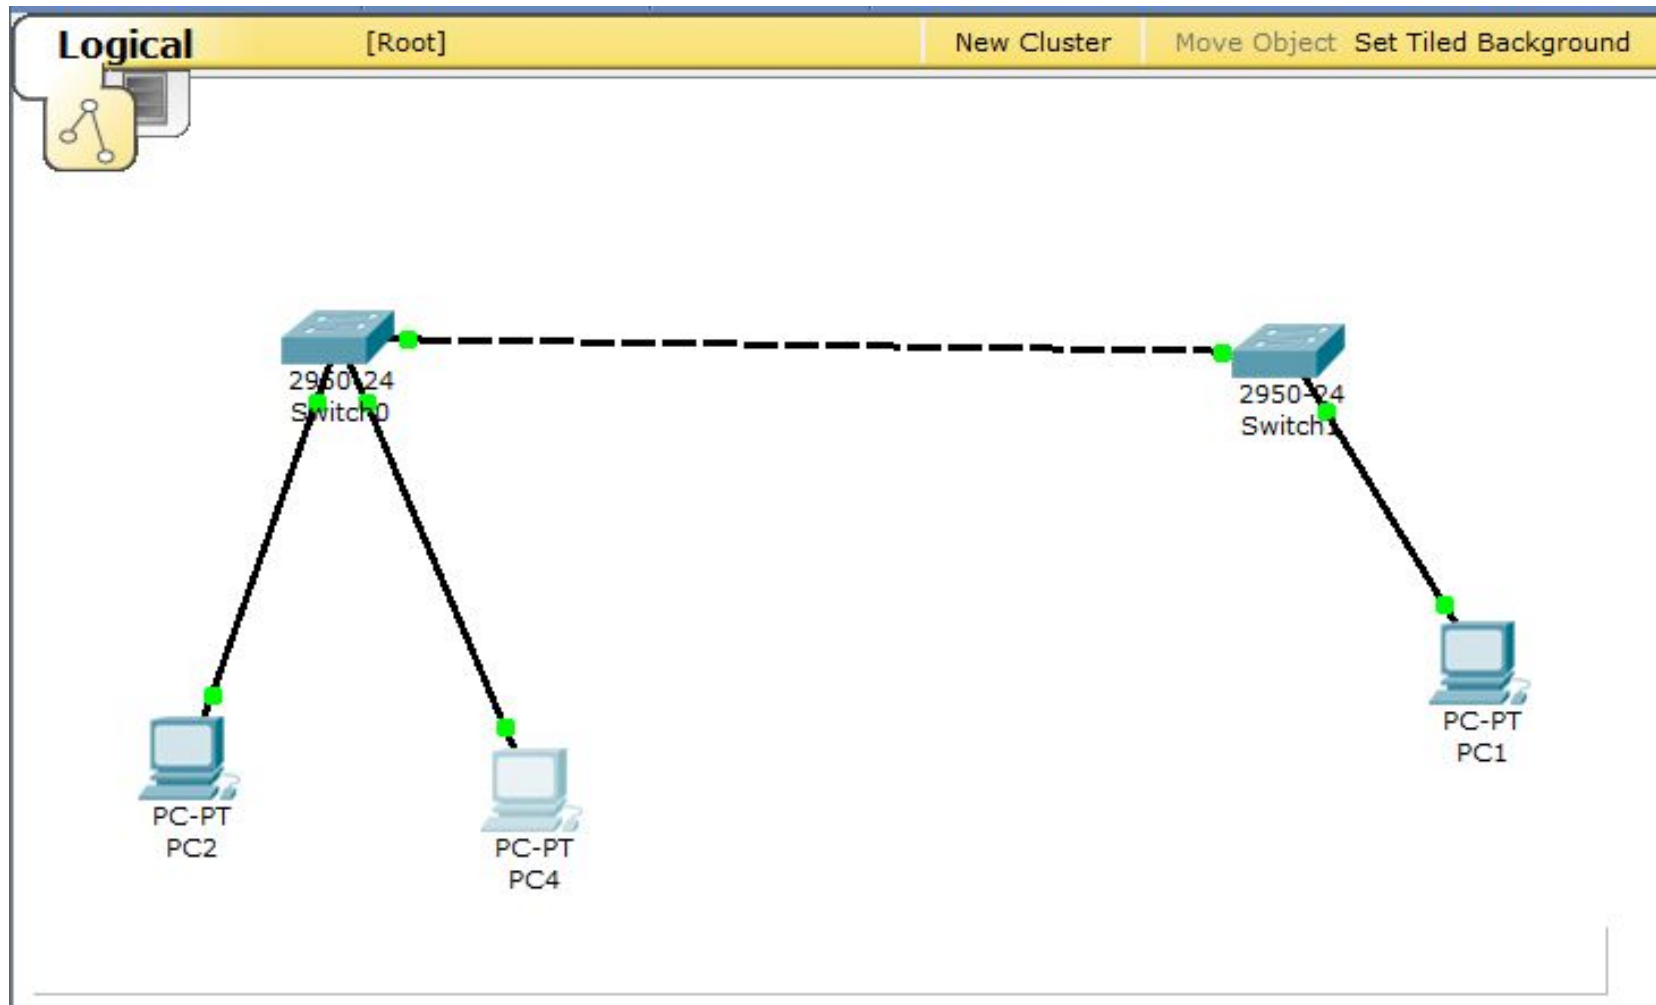 Logical [Root] New Cluster Move Object Set Tiled Background
2950-24
Switch0
2950-24
Switch1
PC-PT
PC2
PC-PT
PC4
PC-PT
PC1